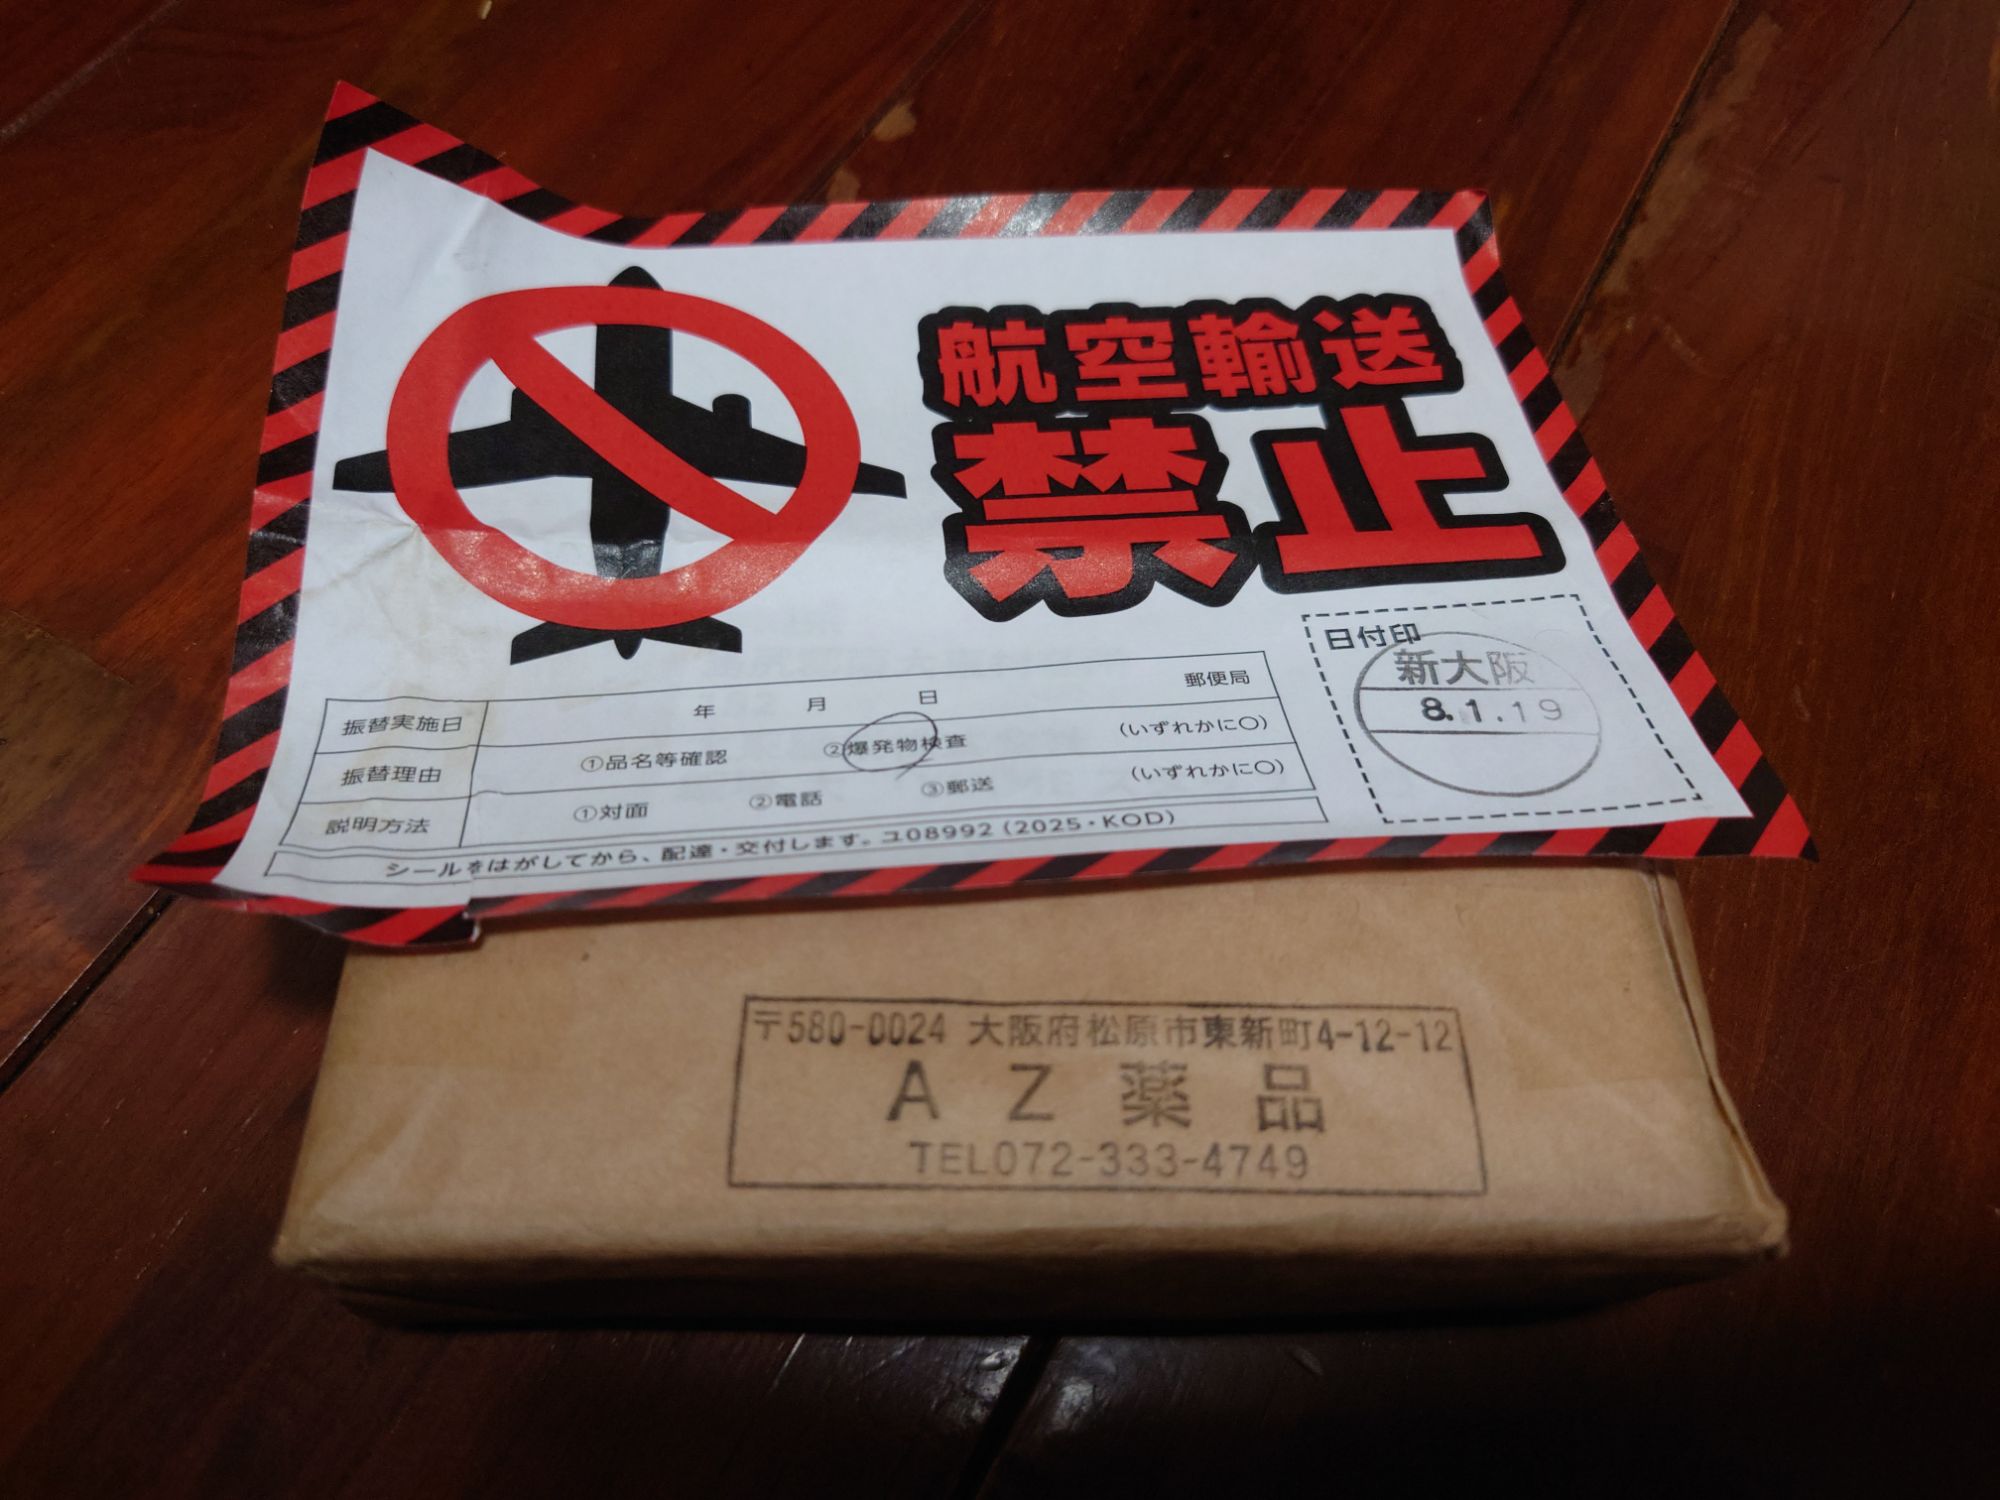 航空輸送
禁止
日付印
新大阪
8.1.19
振替実施日 年 月 日 郵便局
振替理由 ①品名等確認 ②爆発物検査 (いずれかに〇)
説明方法 ①対面 ②電話 ③郵送 (いずれかに〇)
シールをはがしてから、配達・交付します。ユ08992(2025・KOD)
〒580-0024 大阪府松原市東新町4-12-12
AZ薬品
TEL072-333-4749